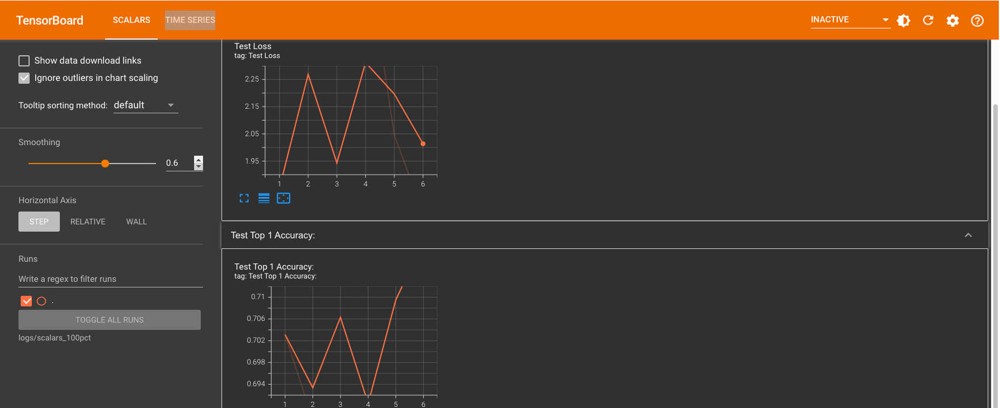 TensorBoard
SCALARS
TIME SERIES
INACTIVE
Show data download links
Ignore outliers in chart scaling
Tooltip sorting method: default
Smoothing
0.6
Horizontal Axis
STEP RELATIVE WALL
Runs
Write a regex to filter runs
.
TOGGLE ALL RUNS
logs/scalars_100pct
Test Loss
tag: Test Loss
2.25
2.15
2.05
1.95
1 2 3 4 5 6
Test Top 1 Accuracy:
Test Top 1 Accuracy:
tag: Test Top 1 Accuracy:
0.71
0.706
0.702
0.698
0.694
1 2 3 4 5 6